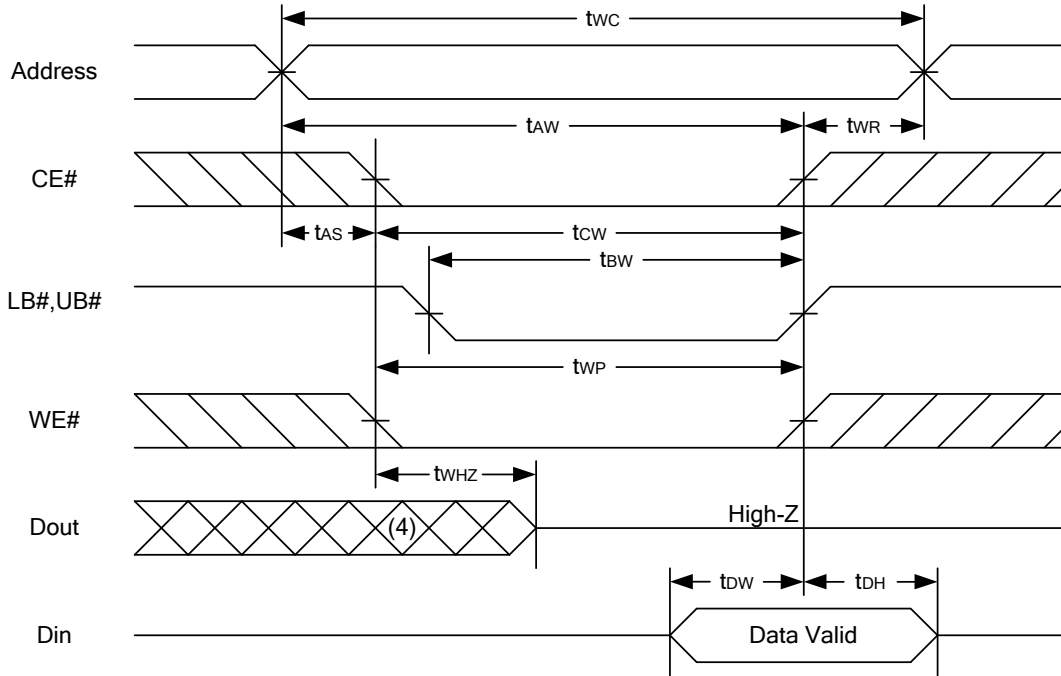 tWC
Address
tAW
tWR
CE#
tAS
tCW
tBW
LB#,UB#
tWP
WE#
tWHZ
Dout
(4)
High-Z
tDW
tDH
Din
Data Valid